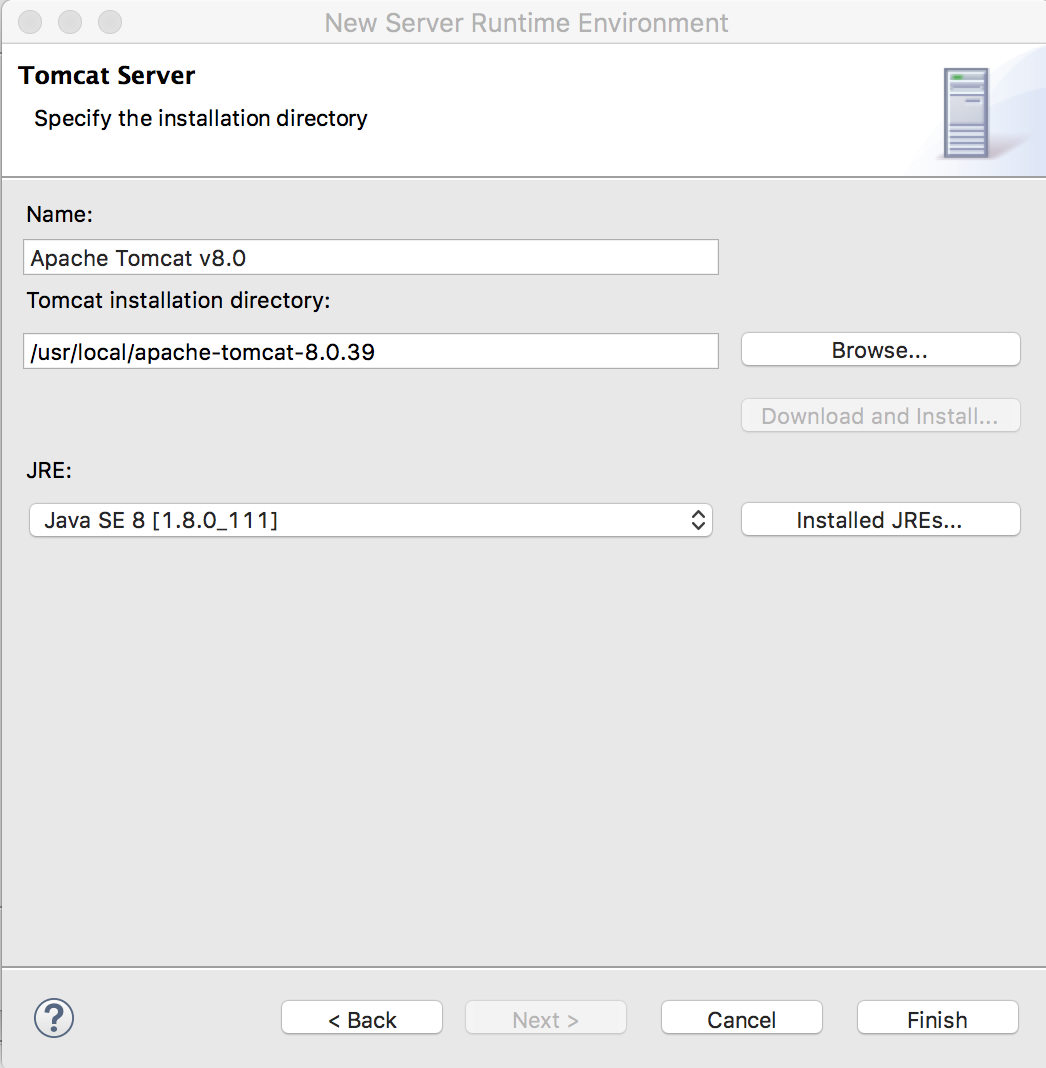 New Server Runtime Environment
Tomcat Server
Specify the installation directory
Name:
Apache Tomcat v8.0
Tomcat installation directory:
/usr/local/apache-tomcat-8.0.39
Browse...
Download and Install...
JRE:
Java SE 8 [1.8.0_111]
Installed JREs...
?
< Back
Next >
Cancel
Finish